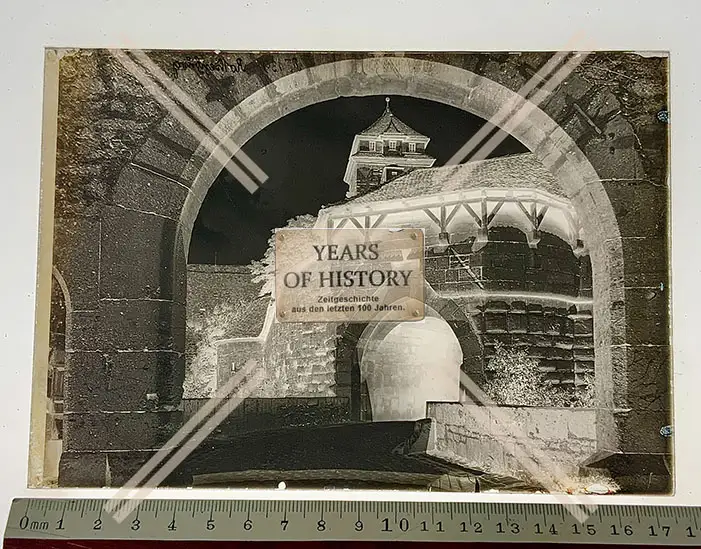 YEARS
OF HISTORY
Zeitgeschichte
aus den letzten 100 Jahren.
0mm 1 2 3 4 5 6 7 8 9 10 11 12 13 14 15 16 17